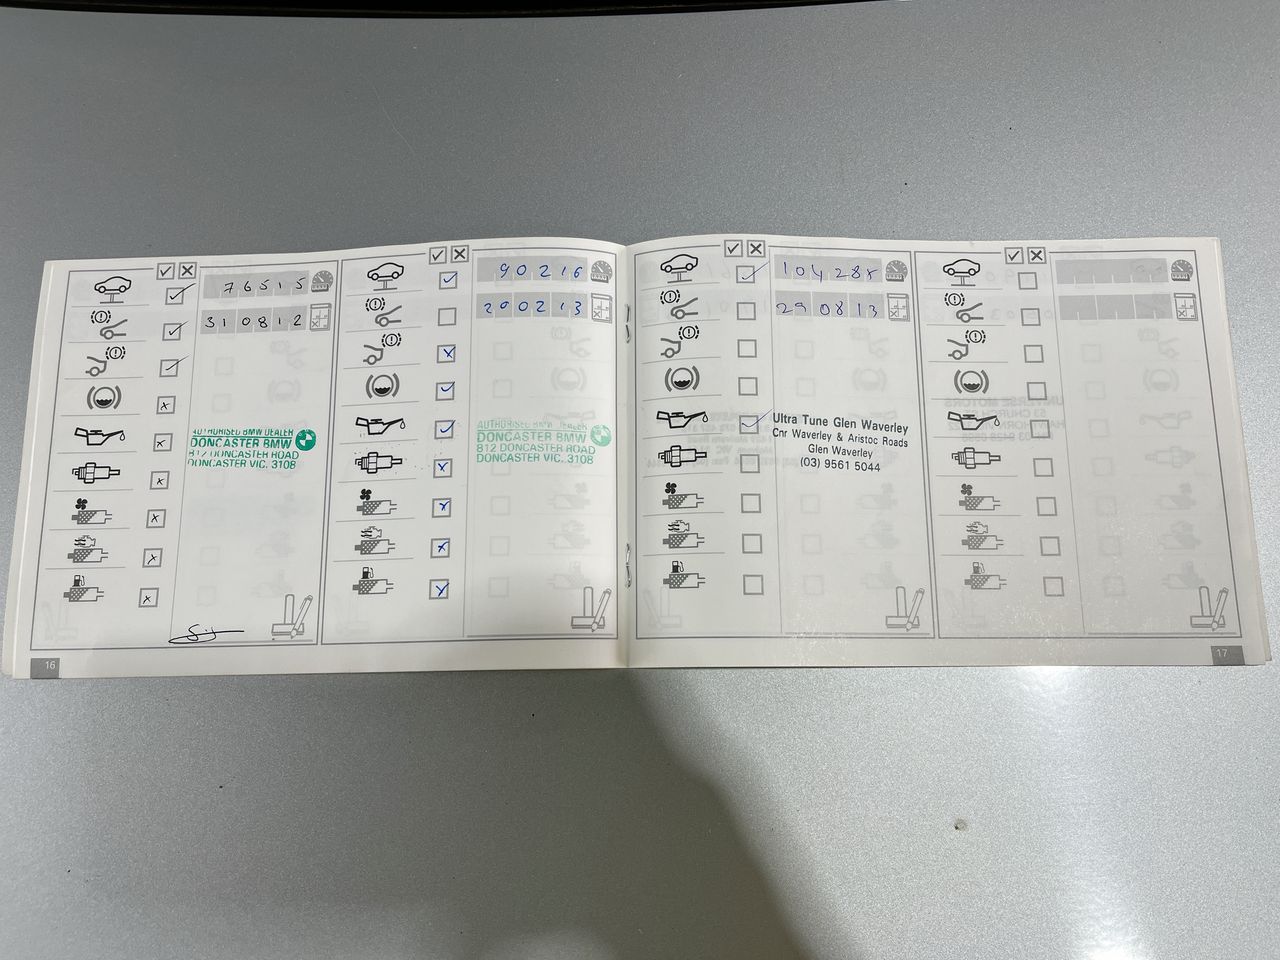 76515
310812
AUTHORISED BMW DEALER
DONCASTER BMW
812 DONCASTER ROAD
DONCASTER VIC. 3108
16
90216
290213
AUTHORISED BMW DEALER
DONCASTER BMW
812 DONCASTER ROAD
DONCASTER VIC. 3108
290813
Ultra Tune Glen Waverley
Cnr Waverley & Aristoc Roads
Glen Waverley
(03) 9561 5044
17